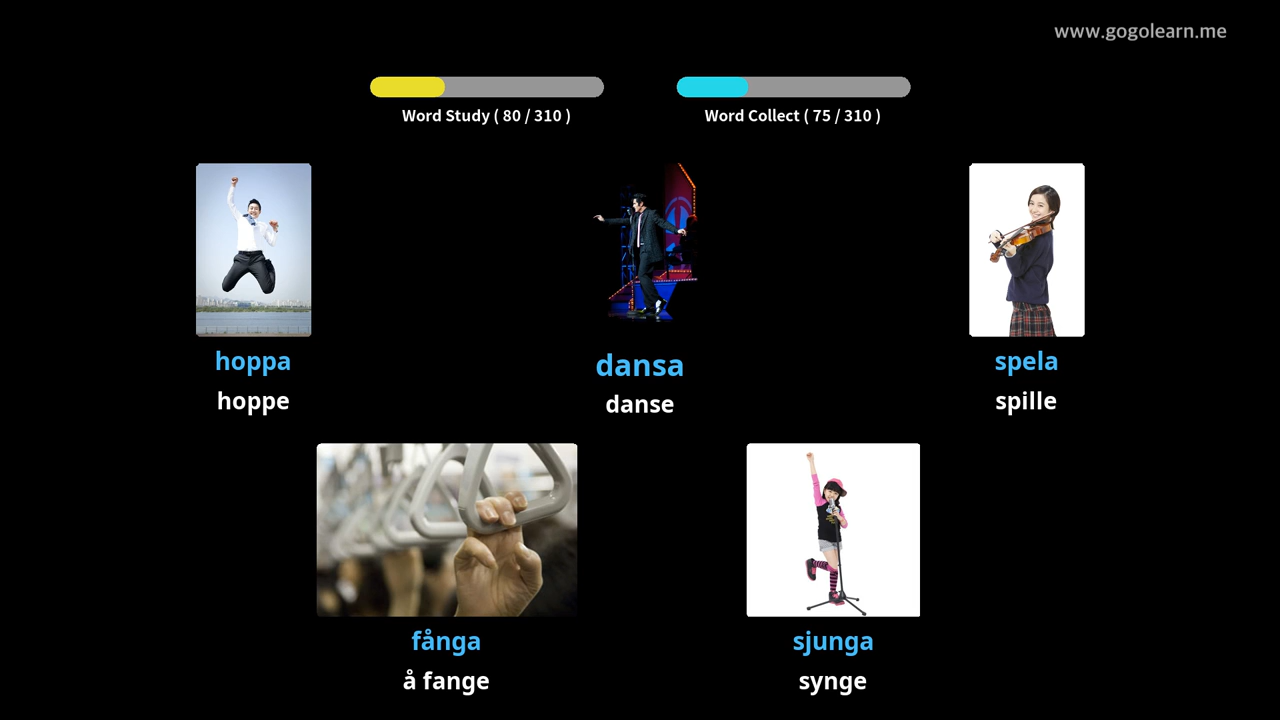 www.gogolearn.me
Word Study ( 80 / 310 )
Word Collect ( 75 / 310 )
hoppa
hoppe
dansa
danse
spela
spille
fånga
å fange
sjunga
synge